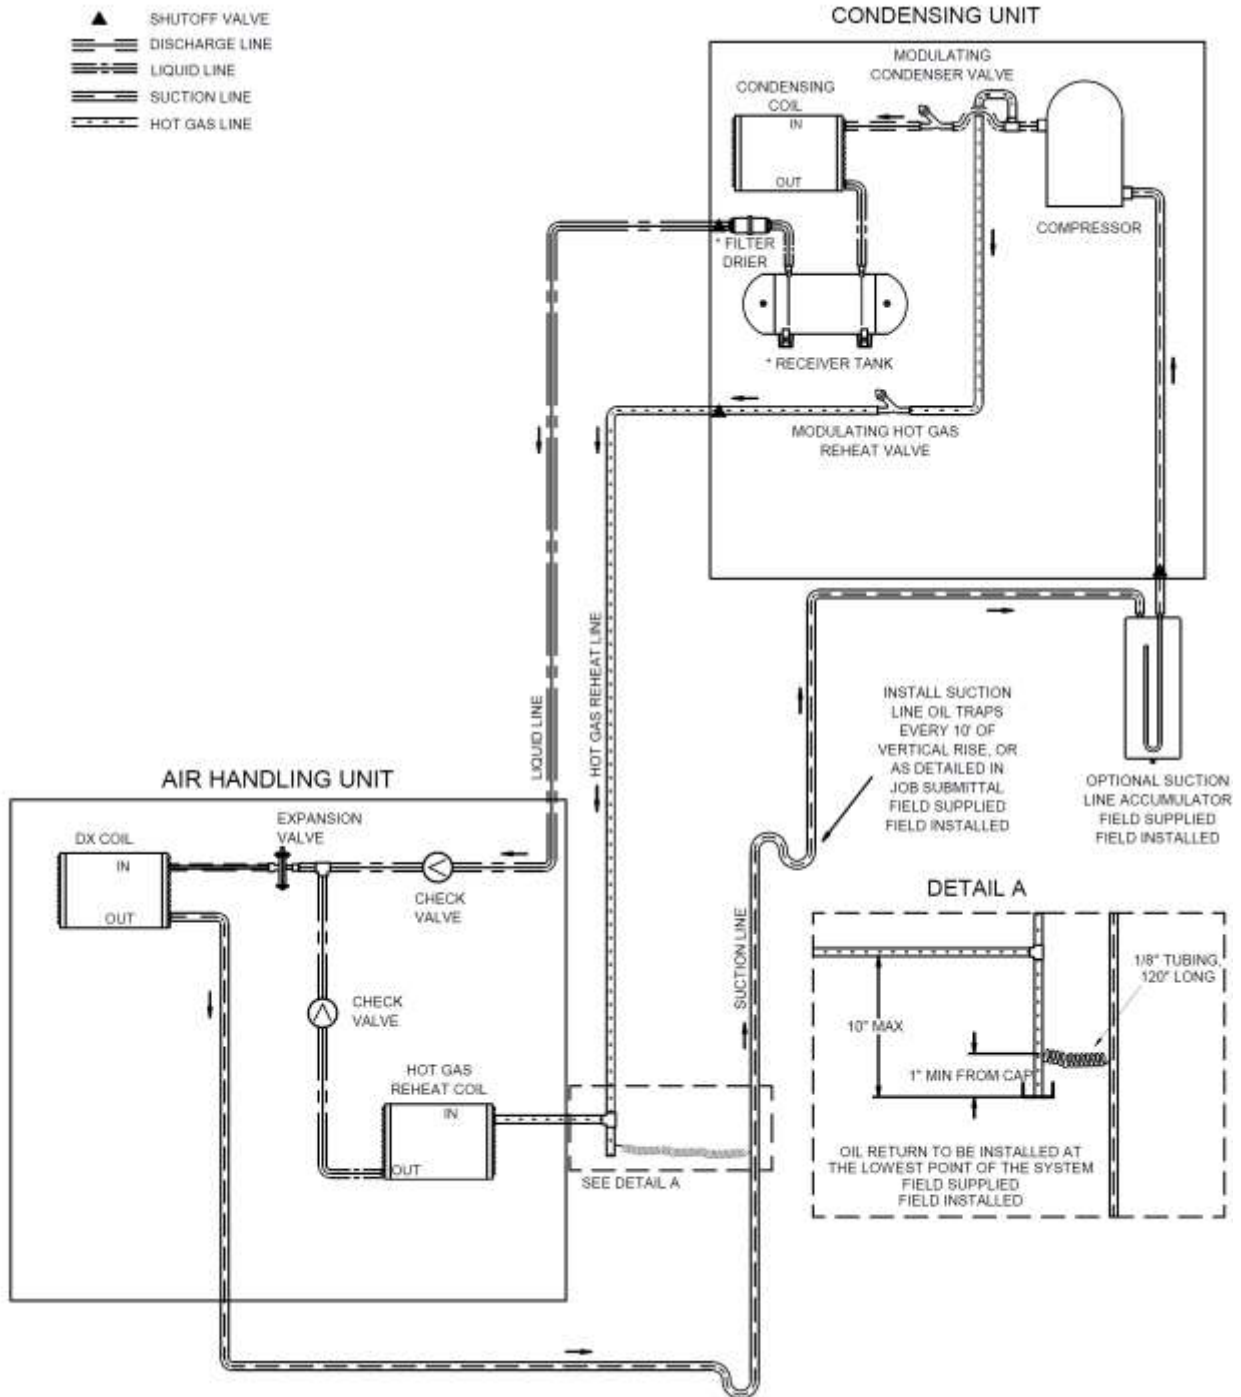 SHUTOFF VALVE
DISCHARGE LINE
LIQUID LINE
SUCTION LINE
HOT GAS LINE
CONDENSING UNIT
MODULATING
CONDENSER VALVE
CONDENSING
COIL
IN
OUT
COMPRESSOR
* FILTER
DRIER
* RECEIVER TANK
MODULATING HOT GAS
REHEAT VALVE
LIQUID LINE
HOT GAS REHEAT LINE
INSTALL SUCTION
LINE OIL TRAPS
EVERY 10' OF
VERTICAL RISE, OR
AS DETAILED IN
JOB SUBMITTAL
FIELD SUPPLIED
FIELD INSTALLED
OPTIONAL SUCTION
LINE ACCUMULATOR
FIELD SUPPLIED
FIELD INSTALLED
AIR HANDLING UNIT
EXPANSION
VALVE
DX COIL
IN
OUT
CHECK
VALVE
CHECK
VALVE
HOT GAS
REHEAT COIL
IN
OUT
SEE DETAIL A
SUCTION LINE
DETAIL A
1/8" TUBING,
120" LONG
10" MAX
1" MIN FROM CAP
OIL RETURN TO BE INSTALLED AT
THE LOWEST POINT OF THE SYSTEM
FIELD SUPPLIED
FIELD INSTALLED